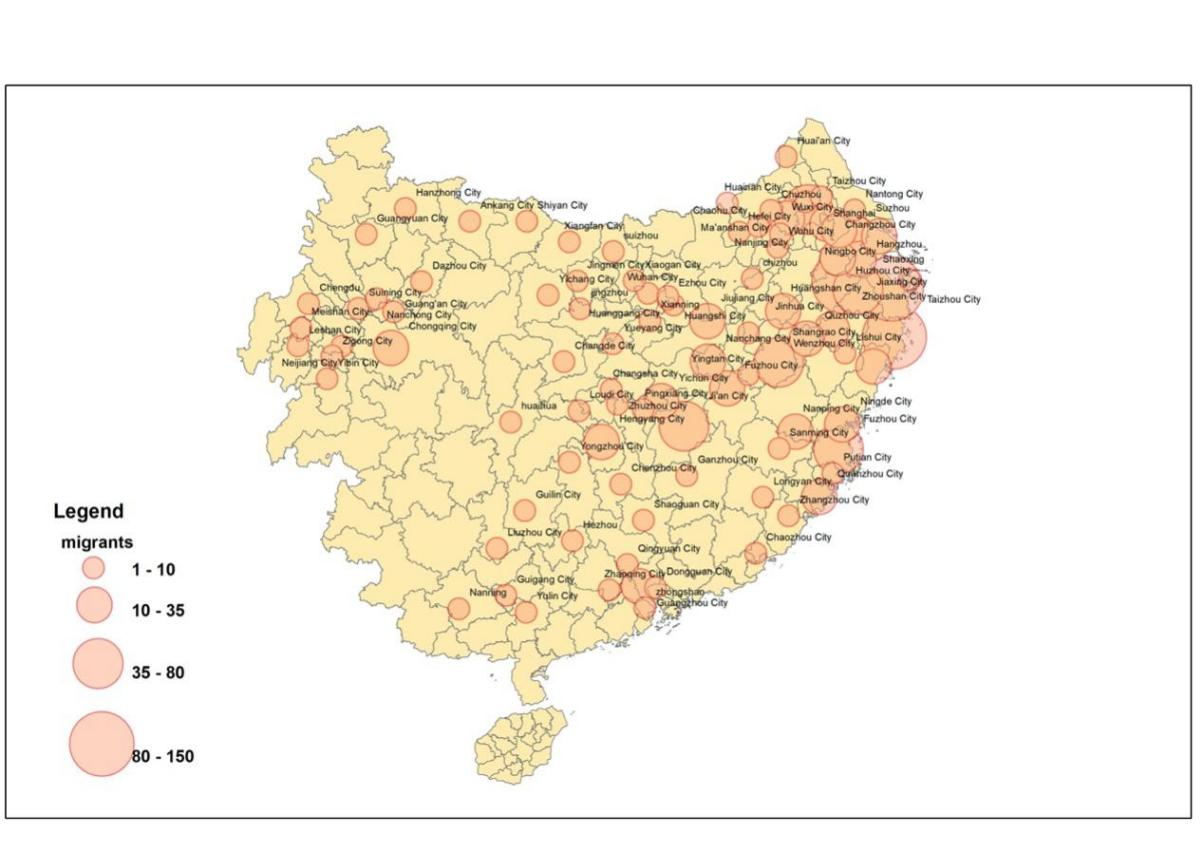 Huai'an City
Taizhou City
Huainan City
Chuzhou
Nantong City
Hanzhong City
Ankang City
Shiyan City
Wuxi City
Suzhou
Chaohu City
Hefei City
Shanghai
Guangyuan City
Xiangfan City
Ma'anshan City
Wuhu City
Changzhou City
suizhou
Nanjing City
Hangzhou
Ningbo City
Shaoxing
Dazhou City
Jingmen City
Xiaogan City
chizhou
Huzhou City
Yichang City
Wuhan City
Ezhou City
Jiaxing City
Chengdu
Suining City
jingzhou
Huangshan City
Zhoushan City
Taizhou City
Guang'an City
Xianning
Jiujiang City
Jinhua City
Meishan City
Nanchong City
Huanggang City
Huangshi City
Quzhou City
Chongqing City
Yueyang City
Leshan City
Shangrao City
Zigong City
Nanchang City
Wenzhou City
Lishui City
Changde City
Neijiang City
Yibin City
Yingtan City
Fuzhou City
Changsha City
Yichun City
Loudi City
Pingxiang City
Ji'an City
huaihua
Zhuzhou City
Nanping City
Ningde City
Hengyang City
Fuzhou City
Sanming City
Yongzhou City
Putian City
Chenzhou City
Ganzhou City
Quanzhou City
Longyan City
Guilin City
Zhangzhou City
Shaoguan City
Hezhou
Liuzhou City
Chaozhou City
Qingyuan City
Guigang City
Zhaoqing City
Dongguan City
Nanning
Yulin City
zhongshan
Guangzhou City
Legend
migrants
1 - 10
10 - 35
35 - 80
80 - 150